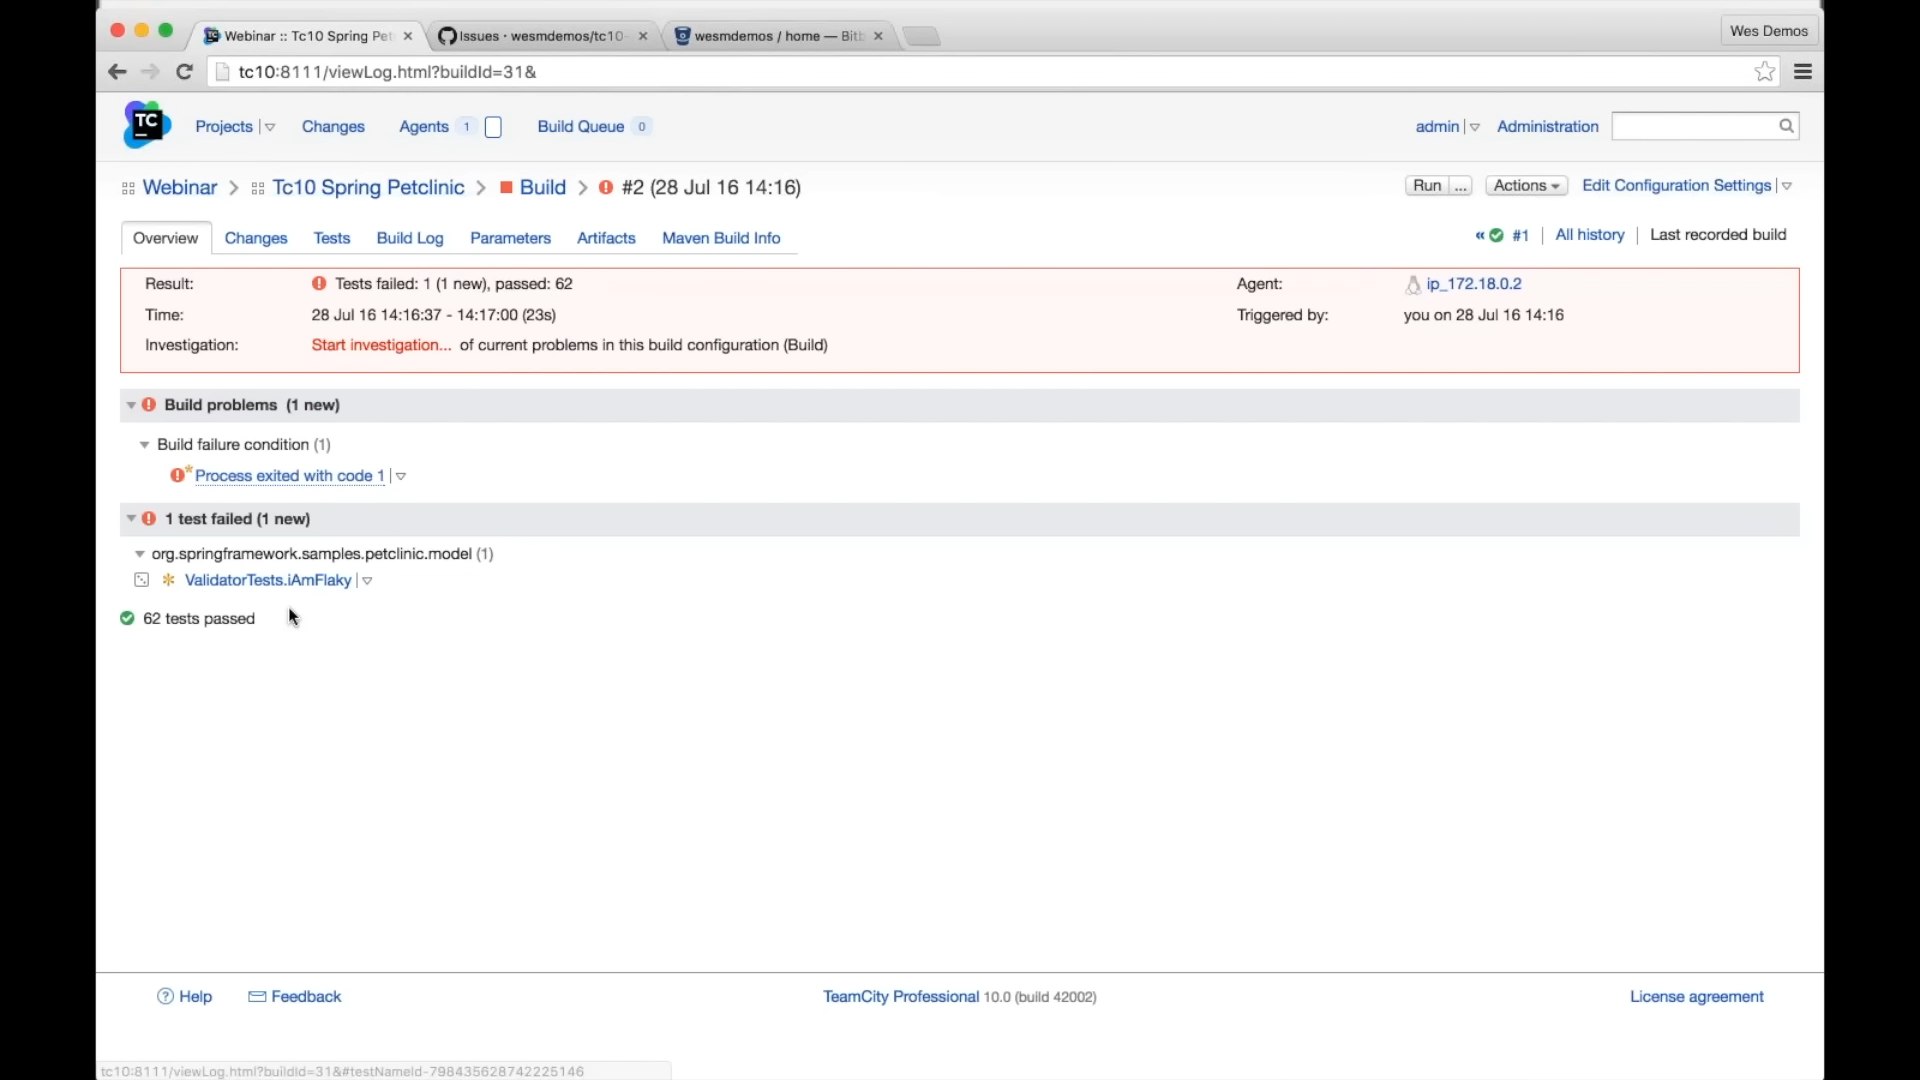 Webinar :: Tc10 Spring Pet
Issues · wesmdemos/tc10-
wesmdemos / home — Bitb
Wes Demos
tc10:8111/viewLog.html?buildId=31&
TC
Projects
Changes
Agents 1
Build Queue 0
admin
Administration
Webinar > Tc10 Spring Petclinic > Build > #2 (28 Jul 16 14:16)
Run ...
Actions
Edit Configuration Settings
Overview
Changes
Tests
Build Log
Parameters
Artifacts
Maven Build Info
« #1 | All history | Last recorded build
Result: Tests failed: 1 (1 new), passed: 62
Agent: ip_172.18.0.2
Time: 28 Jul 16 14:16:37 - 14:17:00 (23s)
Triggered by: you on 28 Jul 16 14:16
Investigation: Start investigation... of current problems in this build configuration (Build)
Build problems (1 new)
Build failure condition (1)
Process exited with code 1
1 test failed (1 new)
org.springframework.samples.petclinic.model (1)
ValidatorTests.iAmFlaky
62 tests passed
Help
Feedback
TeamCity Professional 10.0 (build 42002)
License agreement
tc10:8111/viewLog.html?buildId=31&#testNameId-798435628742225146